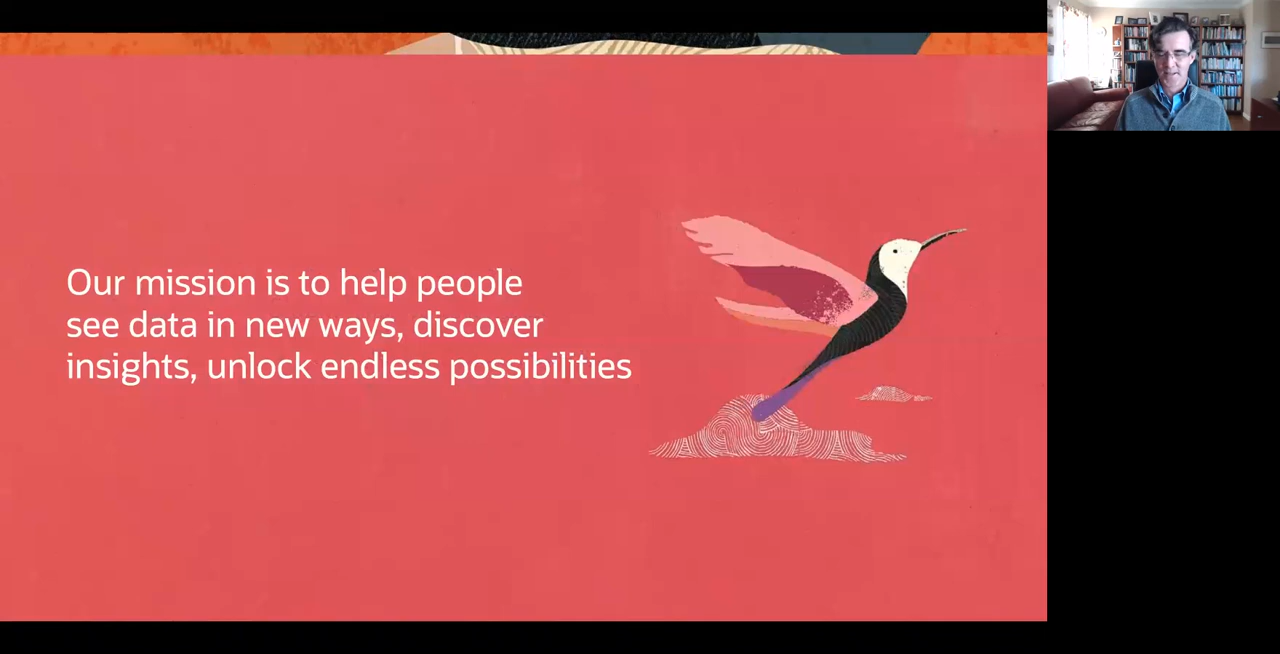 Our mission is to help people
see data in new ways, discover
insights, unlock endless possibilities